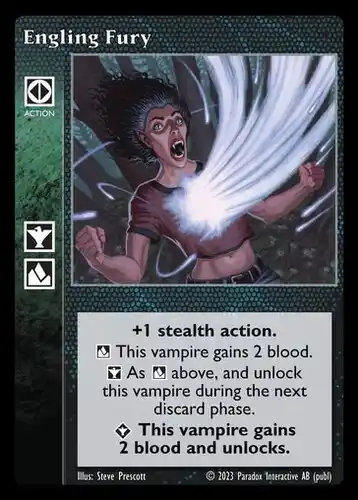 Engling Fury
ACTION
+1 stealth action.
This vampire gains 2 blood.
As above, and unlock
this vampire during the next
discard phase.
This vampire gains
2 blood and unlocks.
Illus: Steve Prescott © 2023 Paradox Interactive AB (publ)